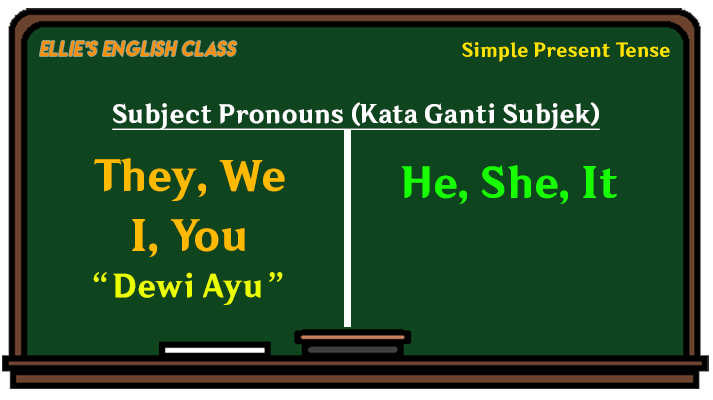 ELLIE'S ENGLISH CLASS
Simple Present Tense
Subject Pronouns (Kata Ganti Subjek)
They, We
I, You
“Dewi Ayu”
He, She, It